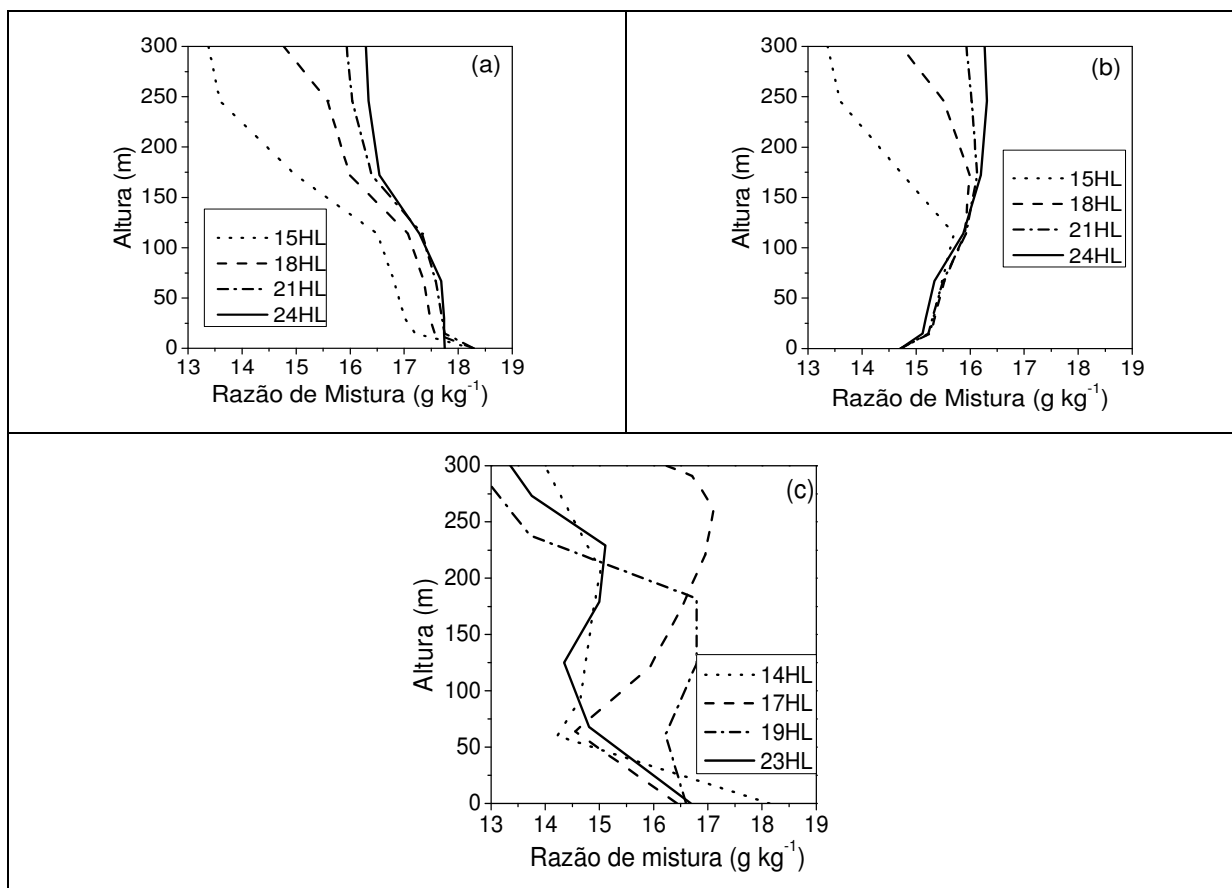 (a)
300
250
200
150
100
50
0
Altura (m)
15HL
18HL
21HL
24HL
13 14 15 16 17 18 19
Razão de Mistura (g kg⁻¹)
(b)
300
250
200
150
100
50
0
Altura (m)
15HL
18HL
21HL
24HL
13 14 15 16 17 18 19
Razão de Mistura (g kg⁻¹)
(c)
300
250
200
150
100
50
0
Altura (m)
14HL
17HL
19HL
23HL
13 14 15 16 17 18 19
Razão de mistura (g kg⁻¹)